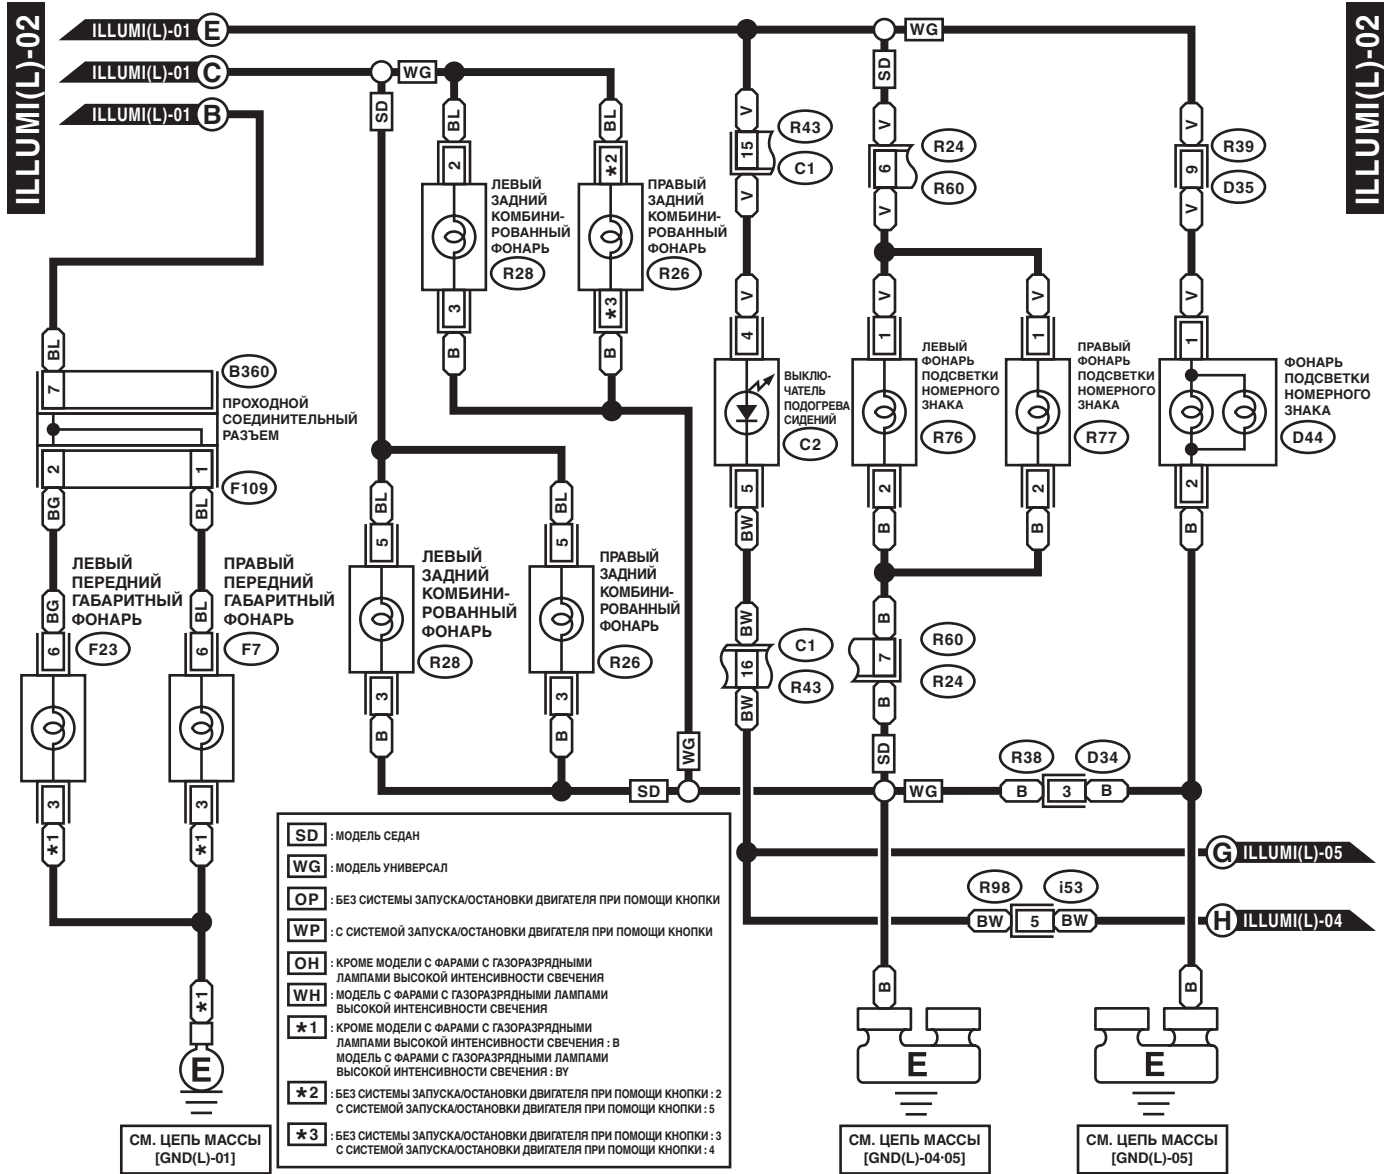 ILLUMI(L)-02
ILLUMI(L)-02
ILLUMI(L)-01 E
ILLUMI(L)-01 C
ILLUMI(L)-01 B
WG
SD
WG
SD
BL
BL
2
*2
ЛЕВЫЙ
ЗАДНИЙ
КОМБИНИ-
РОВАННЫЙ
ФОНАРЬ
R28
ПРАВЫЙ
ЗАДНИЙ
КОМБИНИ-
РОВАННЫЙ
ФОНАРЬ
R26
3
*3
B
B
V
15
R43
C1
V
V
4
ВЫКЛЮ-
ЧАТЕЛЬ
ПОДОГРЕВА
СИДЕНИЙ
C2
5
BW
BW
16
C1
R43
BW
V
6
R24
R60
V
V
1
ЛЕВЫЙ
ФОНАРЬ
ПОДСВЕТКИ
НОМЕРНОГО
ЗНАКА
R76
2
B
V
1
ПРАВЫЙ
ФОНАРЬ
ПОДСВЕТКИ
НОМЕРНОГО
ЗНАКА
R77
2
B
B
7
R60
R24
B
SD
V
9
R39
D35
V
V
1
ФОНАРЬ
ПОДСВЕТКИ
НОМЕРНОГО
ЗНАКА
D44
2
B
BL
7
B360
ПРОХОДНОЙ
СОЕДИНИТЕЛЬНЫЙ
РАЗЪЕМ
2
1
F109
BG
BL
ЛЕВЫЙ
ПЕРЕДНИЙ
ГАБАРИТНЫЙ
ФОНАРЬ
F23
ПРАВЫЙ
ПЕРЕДНИЙ
ГАБАРИТНЫЙ
ФОНАРЬ
F7
BG
BL
6
6
3
3
*1
*1
*1
E
СМ. ЦЕПЬ МАССЫ
[GND(L)-01]
BL
BL
5
5
ЛЕВЫЙ
ЗАДНИЙ
КОМБИНИ-
РОВАННЫЙ
ФОНАРЬ
R28
ПРАВЫЙ
ЗАДНИЙ
КОМБИНИ-
РОВАННЫЙ
ФОНАРЬ
R26
3
3
B
B
WG
SD
WG
R38
D34
B 3 B
G ILLUMI(L)-05
R98
i53
BW 5 BW
H ILLUMI(L)-04
SD : МОДЕЛЬ СЕДАН
WG : МОДЕЛЬ УНИВЕРСАЛ
OP : БЕЗ СИСТЕМЫ ЗАПУСКА/ОСТАНОВКИ ДВИГАТЕЛЯ ПРИ ПОМОЩИ КНОПКИ
WP : С СИСТЕМОЙ ЗАПУСКА/ОСТАНОВКИ ДВИГАТЕЛЯ ПРИ ПОМОЩИ КНОПКИ
OH : КРОМЕ МОДЕЛИ С ФАРАМИ С ГАЗОРАЗРЯДНЫМИ
ЛАМПАМИ ВЫСОКОЙ ИНТЕНСИВНОСТИ СВЕЧЕНИЯ
WH : МОДЕЛЬ С ФАРАМИ С ГАЗОРАЗРЯДНЫМИ ЛАМПАМИ
ВЫСОКОЙ ИНТЕНСИВНОСТИ СВЕЧЕНИЯ
*1 : КРОМЕ МОДЕЛИ С ФАРАМИ С ГАЗОРАЗРЯДНЫМИ
ЛАМПАМИ ВЫСОКОЙ ИНТЕНСИВНОСТИ СВЕЧЕНИЯ : B
МОДЕЛЬ С ФАРАМИ С ГАЗОРАЗРЯДНЫМИ ЛАМПАМИ
ВЫСОКОЙ ИНТЕНСИВНОСТИ СВЕЧЕНИЯ : BY
*2 : БЕЗ СИСТЕМЫ ЗАПУСКА/ОСТАНОВКИ ДВИГАТЕЛЯ ПРИ ПОМОЩИ КНОПКИ : 2
С СИСТЕМОЙ ЗАПУСКА/ОСТАНОВКИ ДВИГАТЕЛЯ ПРИ ПОМОЩИ КНОПКИ : 5
*3 : БЕЗ СИСТЕМЫ ЗАПУСКА/ОСТАНОВКИ ДВИГАТЕЛЯ ПРИ ПОМОЩИ КНОПКИ : 3
С СИСТЕМОЙ ЗАПУСКА/ОСТАНОВКИ ДВИГАТЕЛЯ ПРИ ПОМОЩИ КНОПКИ : 4
B
E
СМ. ЦЕПЬ МАССЫ
[GND(L)-04·05]
B
E
СМ. ЦЕПЬ МАССЫ
[GND(L)-05]